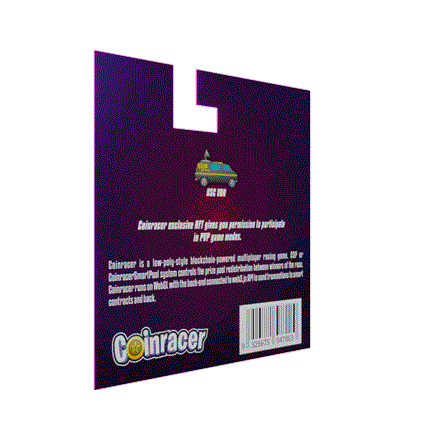 BSC VAN
Coinracer exclusive NFT gives you permission to participate
in PVP game modes.
Coinracer is a low-poly-style blockchain-powered multiplayer racing game. CSP or
CoinracerSmartPool system controls the prize pool redistribution between winners of the race.
Coinracer runs on WebGL with the back-end connected to web3.js API to send transactions to smart
contracts and back.
Coinracer